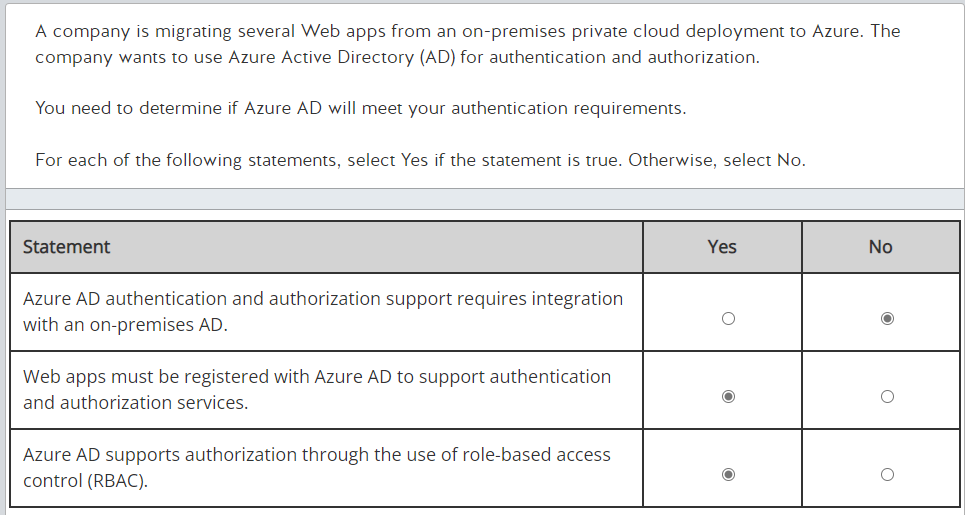 A company is migrating several Web apps from an on-premises private cloud deployment to Azure. The
company wants to use Azure Active Directory (AD) for authentication and authorization.
You need to determine if Azure AD will meet your authentication requirements.
For each of the following statements, select Yes if the statement is true. Otherwise, select No.
Statement Yes No
Azure AD authentication and authorization support requires integration
with an on-premises AD.
Web apps must be registered with Azure AD to support authentication
and authorization services.
Azure AD supports authorization through the use of role-based access
control (RBAC).